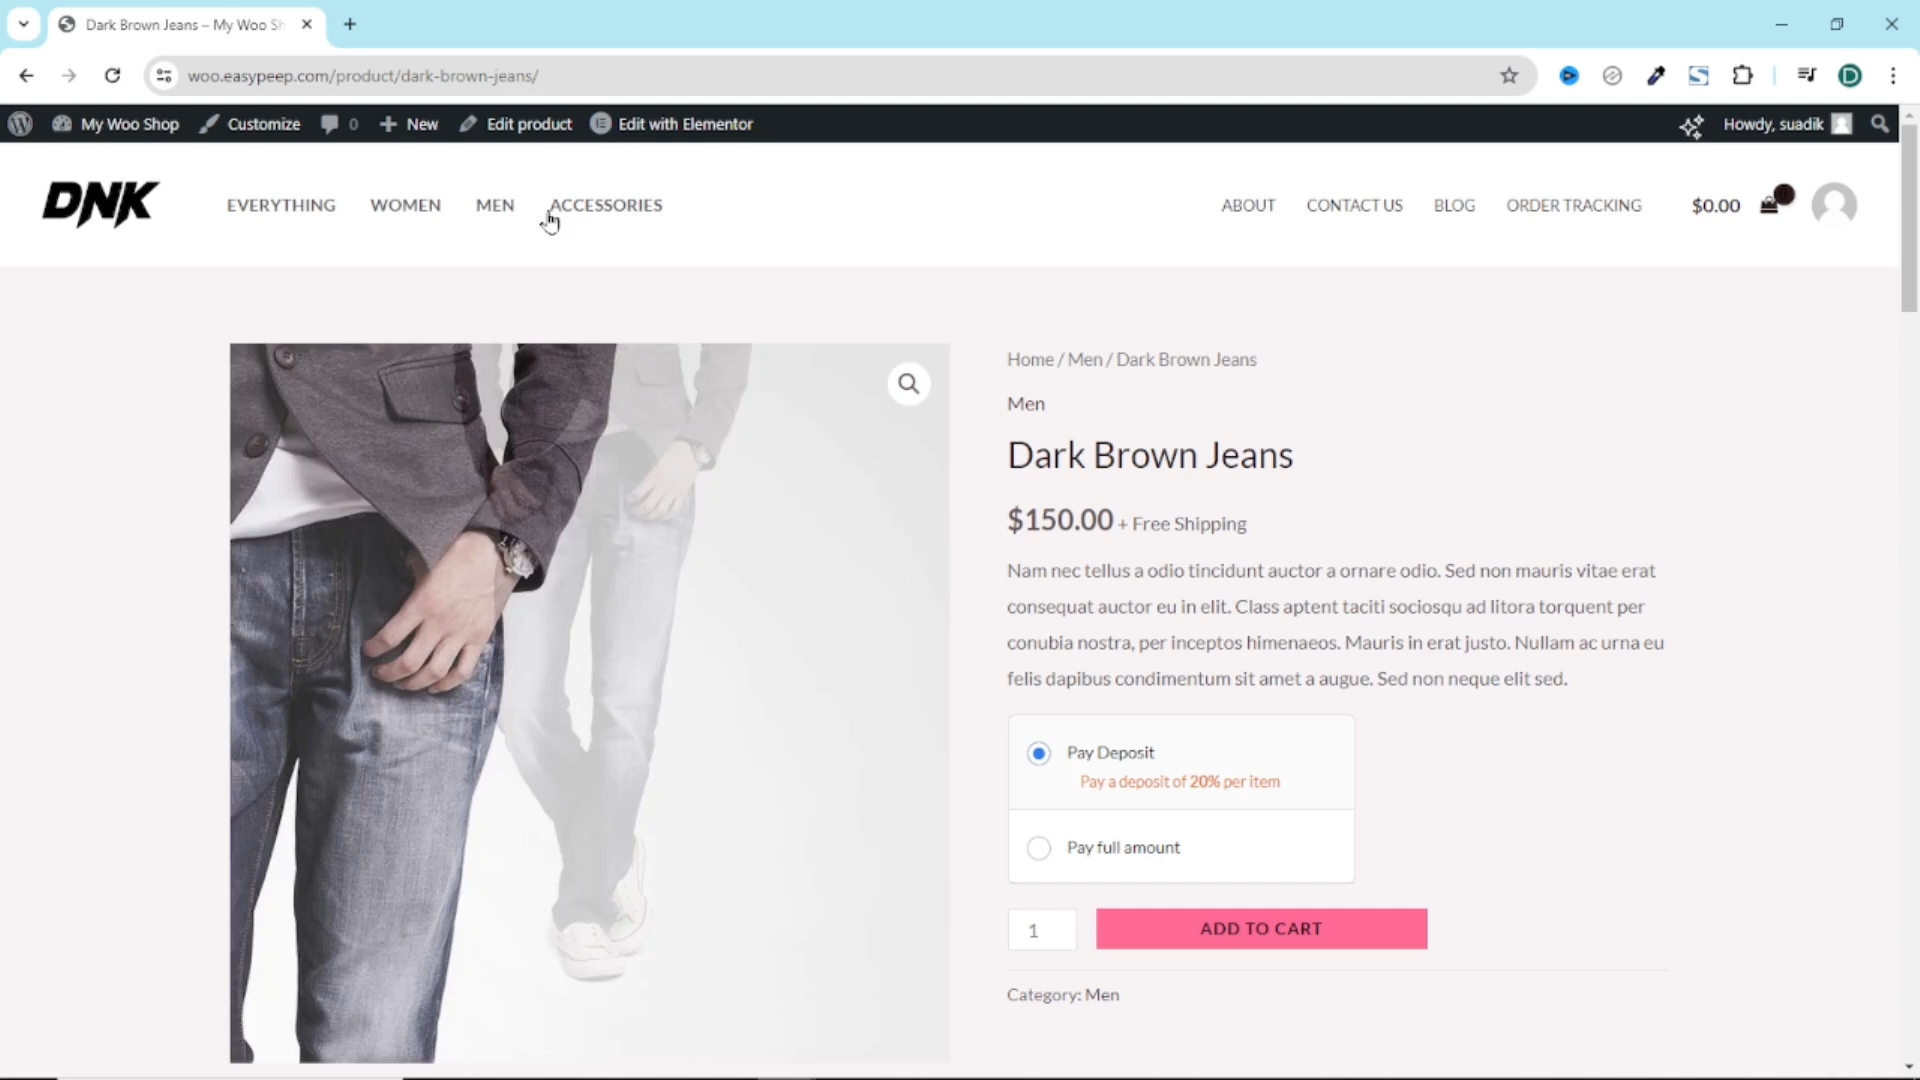 Dark Brown Jeans – My Woo Sh
woo.easypeep.com/product/dark-brown-jeans/
D
My Woo Shop
Customize
0
New
Edit product
Edit with Elementor
Howdy, suadik
DNK
EVERYTHING
WOMEN
MEN
ACCESSORIES
ABOUT
CONTACT US
BLOG
ORDER TRACKING
$0.00
Home / Men / Dark Brown Jeans
Men
Dark Brown Jeans
$150.00 + Free Shipping
Nam nec tellus a odio tincidunt auctor a ornare odio. Sed non mauris vitae erat
consequat auctor eu in elit. Class aptent taciti sociosqu ad litora torquent per
conubia nostra, per inceptos himenaeos. Mauris in erat justo. Nullam ac urna eu
felis dapibus condimentum sit amet a augue. Sed non neque elit sed.
Pay Deposit
Pay a deposit of 20% per item
Pay full amount
1
ADD TO CART
Category: Men